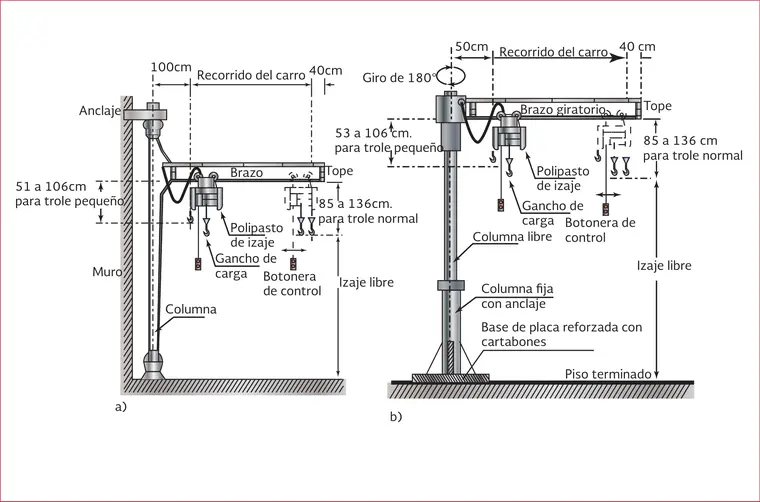 100cm
Recorrido del carro
40cm
Anclaje
Brazo
Tope
51 a 106cm
para trole pequeño
85 a 136cm.
para trole normal
Polipasto
de izaje
Gancho de
carga
Botonera
de control
Muro
Izaje libre
Columna
a)
50cm
Recorrido del carro
40 cm
Giro de 180°
Brazo giratorio
Tope
53 a 106 cm.
para trole pequeño
85 a 136 cm
para trole normal
Polipasto
de izaje
Gancho de
carga
Botonera de
control
Columna libre
Izaje libre
Columna fija
con anclaje
Base de placa reforzada con
cartabones
Piso terminado
b)